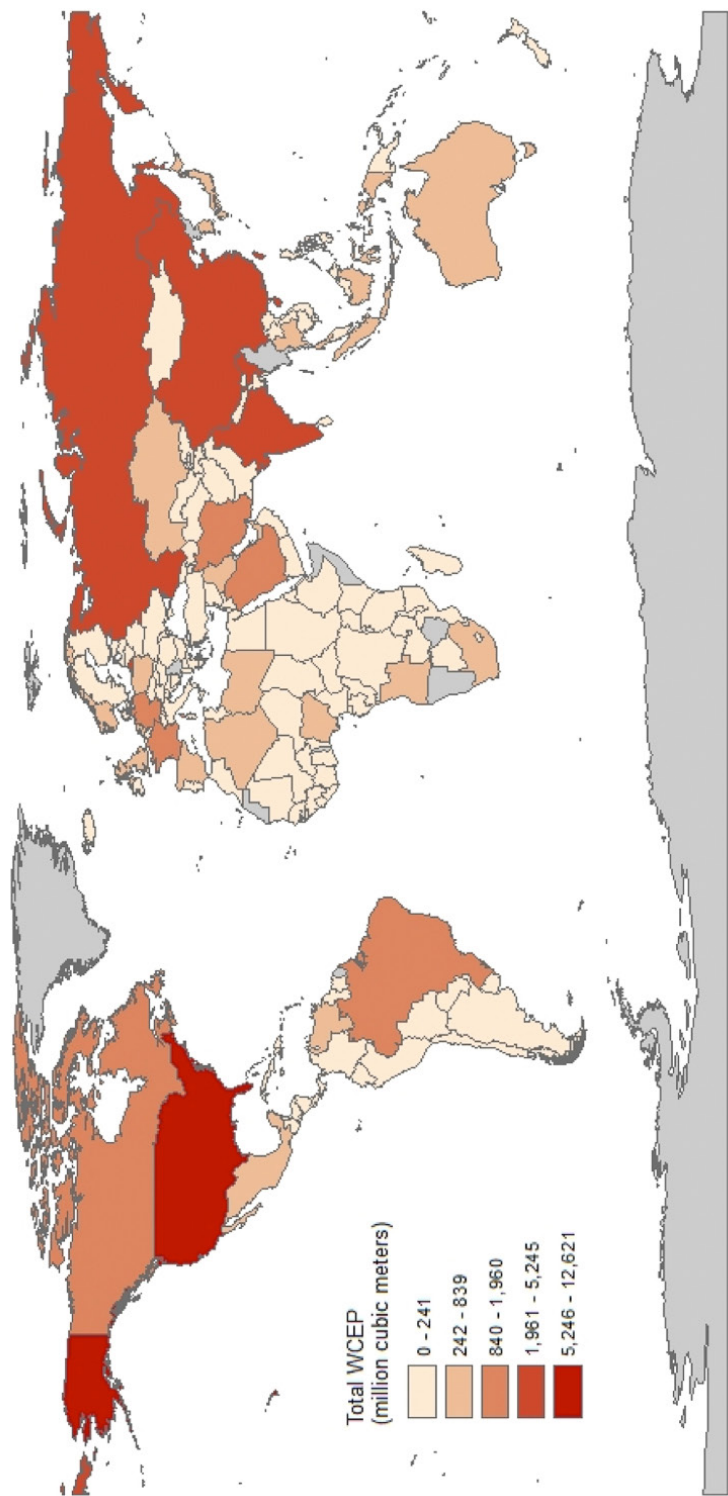 Total WCEP
(million cubic meters)
0 - 241
242 - 839
840 - 1,960
1,961 - 5,245
5,246 - 12,621